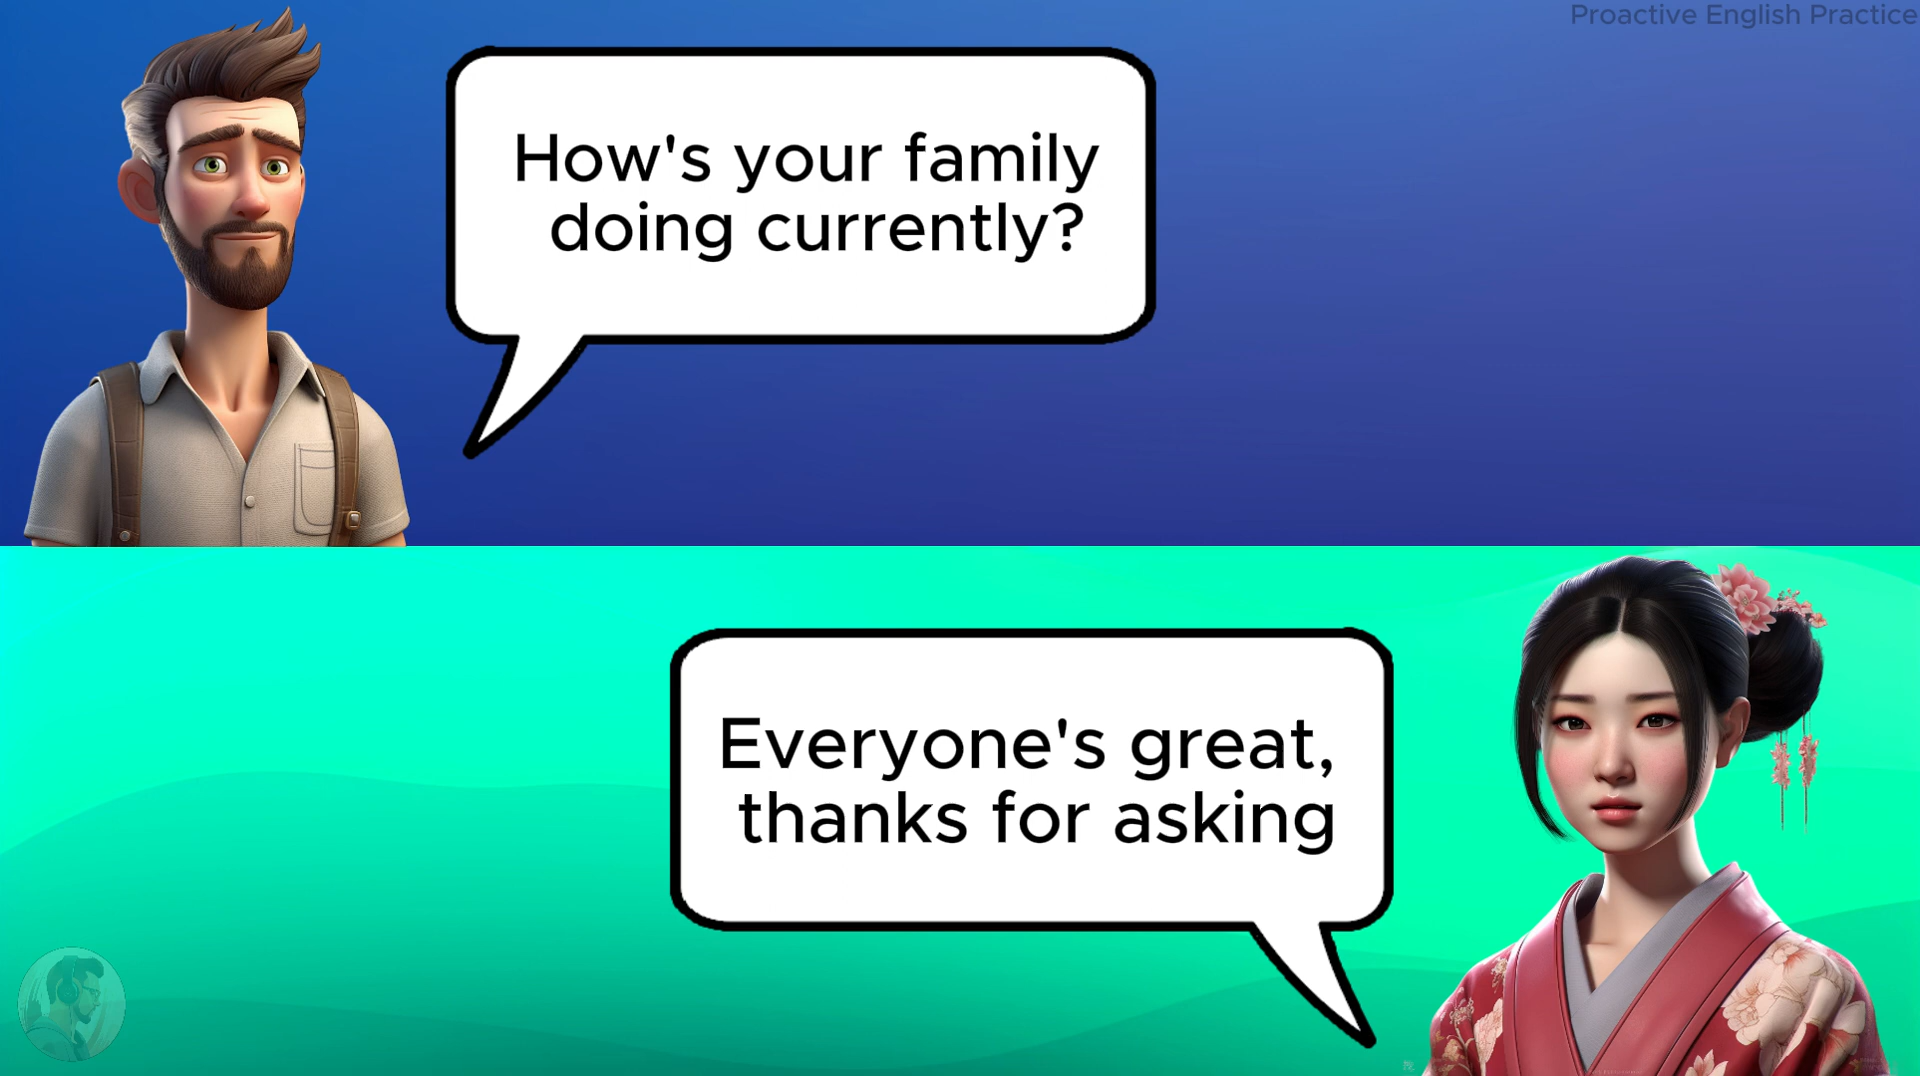 Proactive English Practice
How's your family
doing currently?
Everyone's great,
thanks for asking